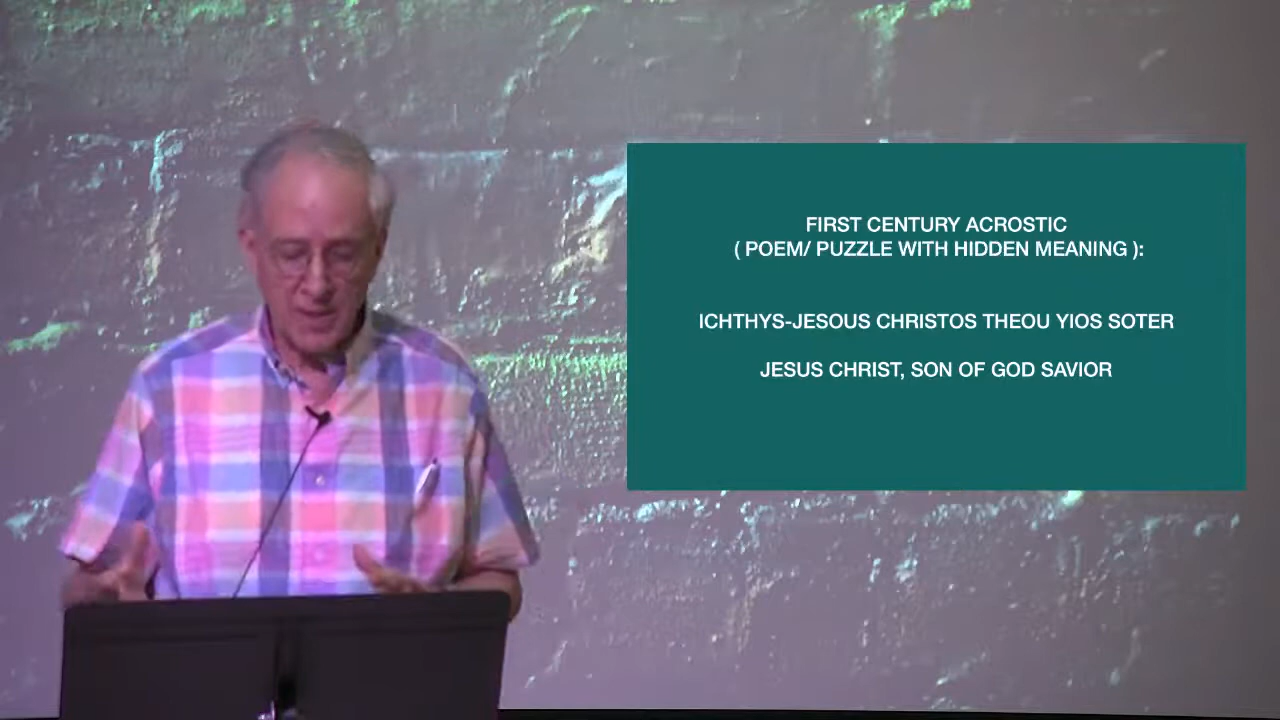 FIRST CENTURY ACROSTIC
( POEM/ PUZZLE WITH HIDDEN MEANING ):
ICHTHYS-JESOUS CHRISTOS THEOU YIOS SOTER
JESUS CHRIST, SON OF GOD SAVIOR